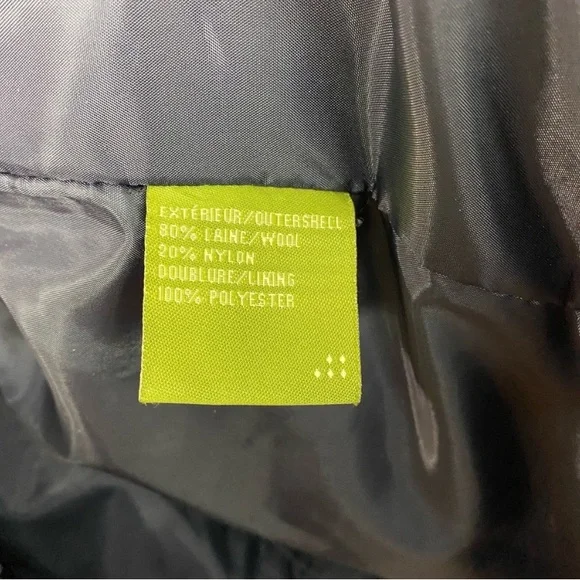 EXTÉRIEUR/OUTERSHELL
80% LAINE/WOOL
20% NYLON
DOUBLURE/LINING
100% POLYESTER